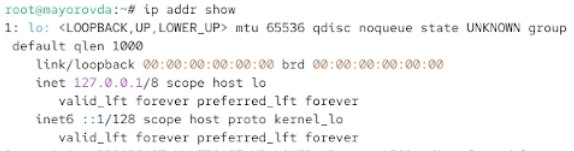 root@mayorovda:~# ip addr show
1: lo: <LOOPBACK,UP,LOWER_UP> mtu 65536 qdisc noqueue state UNKNOWN group
default qlen 1000
link/loopback 00:00:00:00:00:00 brd 00:00:00:00:00:00
inet 127.0.0.1/8 scope host lo
valid_lft forever preferred_lft forever
inet6 ::1/128 scope host proto kernel_lo
valid_lft forever preferred_lft forever